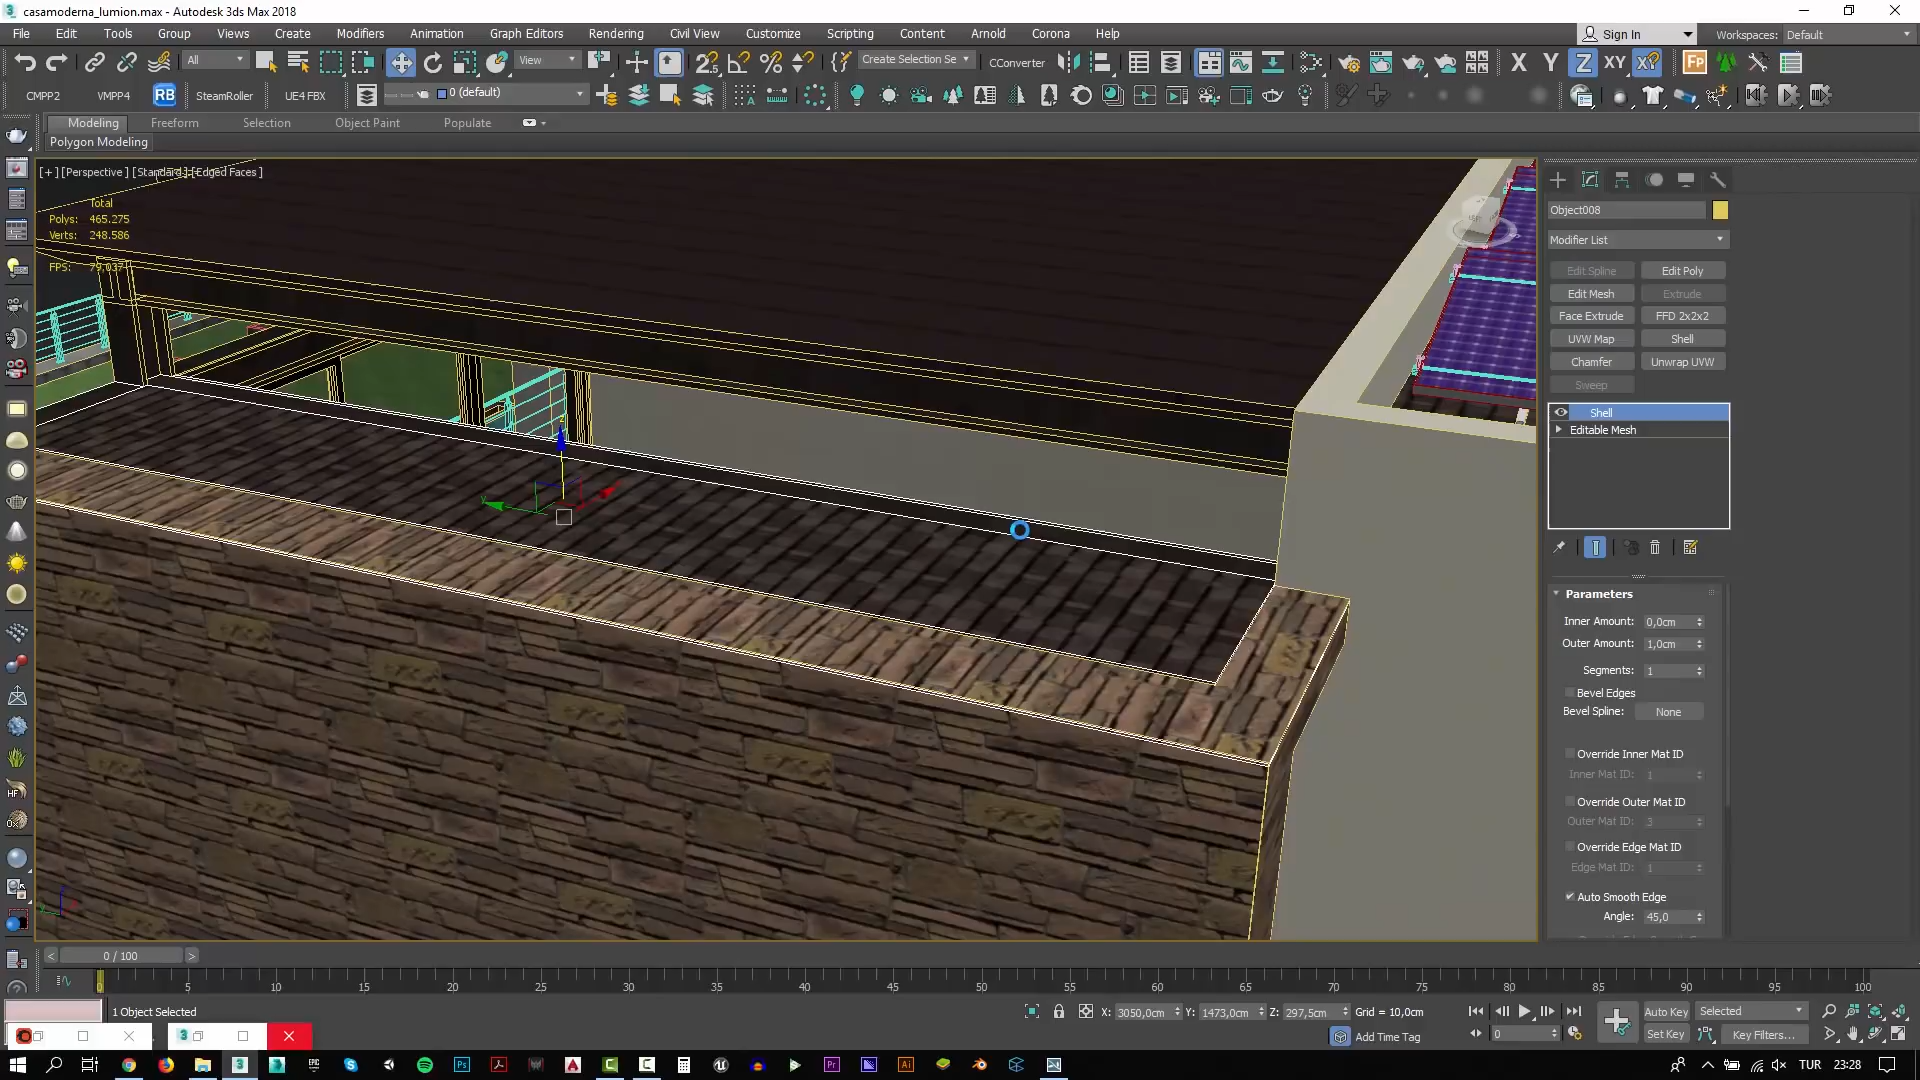 casamoderna_lumion.max - Autodesk 3ds Max 2018
File Edit Tools Group Views Create Modifiers Animation Graph Editors Rendering Civil View Customize Scripting Content Arnold Corona Help
Sign In Workspaces: Default
All View Create Selection Se CConverter X Y Z XY
CMPP2 VMPP4 RB SteamRoller UE4 FBX 0 (default)
Modeling Freeform Selection Object Paint Populate
Polygon Modeling
[+] [Perspective ] [Standard] [Edged Faces ]
Total
Polys: 465.275
Verts: 248.586
FPS: 79,037
Object008
Modifier List
Edit Spline Edit Poly
Edit Mesh Extrude
Face Extrude FFD 2x2x2
UVW Map Shell
Chamfer Unwrap UVW
Sweep
Shell
Editable Mesh
Parameters
Inner Amount: 0,0cm
Outer Amount: 1,0cm
Segments: 1
Bevel Edges
Bevel Spline: None
Override Inner Mat ID
Inner Mat ID: 1
Override Outer Mat ID
Outer Mat ID: 3
Override Edge Mat ID
Edge Mat ID: 1
Auto Smooth Edge
Angle: 45,0
0 / 100
0 5 10 15 20 25 30 35 40 45 50 55 60 65 70 75 80 85 90 95 100
1 Object Selected
X: 3050,0cm Y: 1473,0cm Z: 297,5cm Grid = 10,0cm
Auto Key Selected
Add Time Tag
0
Set Key Key Filters...
TUR 23:28